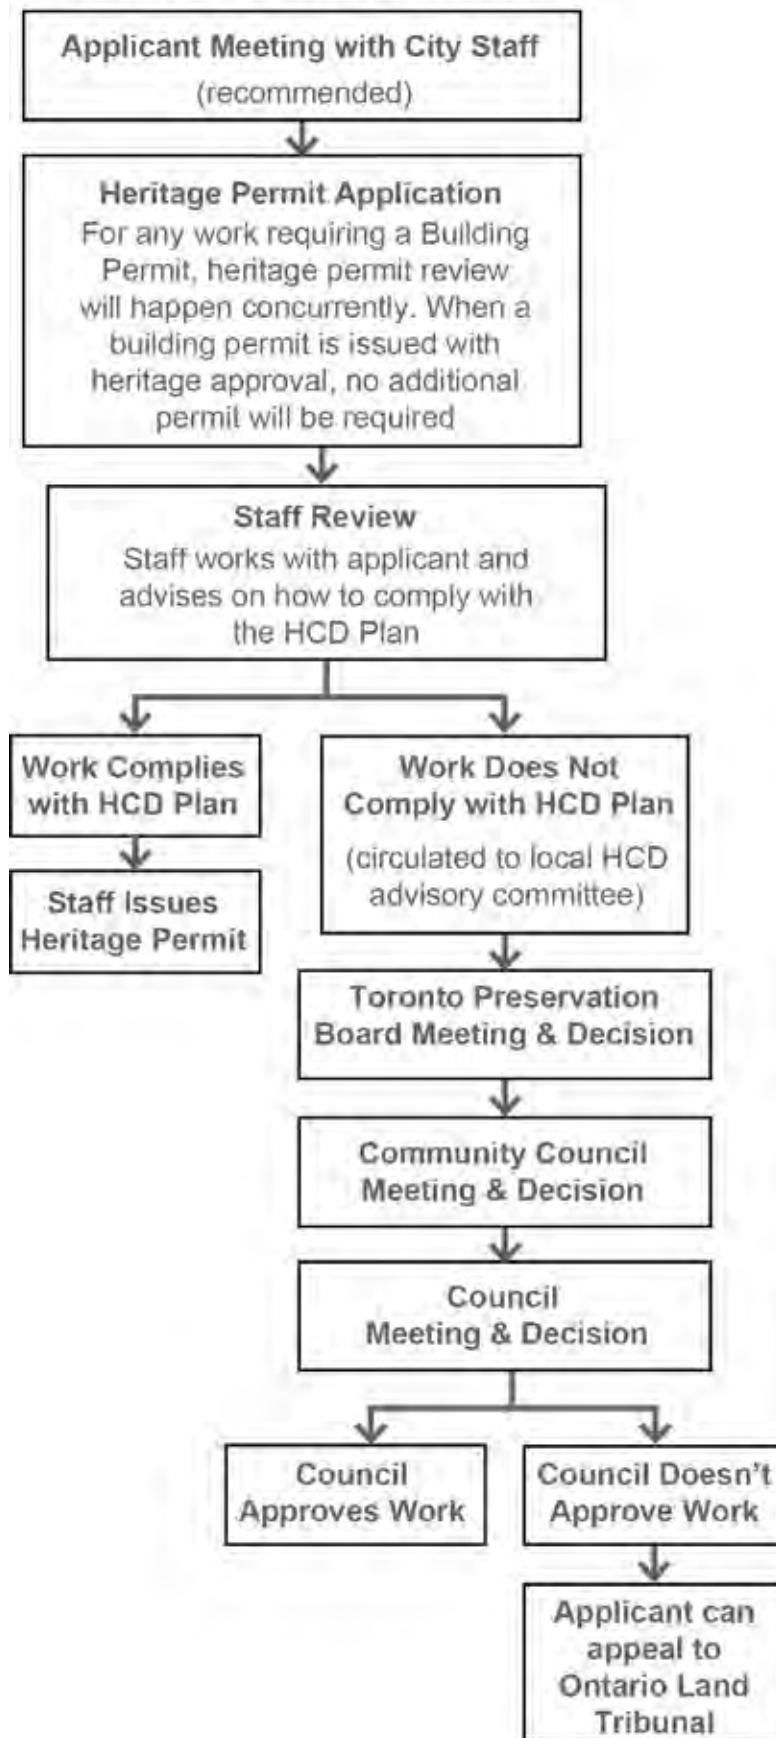 Applicant Meeting with City Staff
(recommended)
Heritage Permit Application
For any work requiring a Building
Permit, heritage permit review
will happen concurrently. When a
building permit is issued with
heritage approval, no additional
permit will be required
Staff Review
Staff works with applicant and
advises on how to comply with
the HCD Plan
Work Complies
with HCD Plan
Staff Issues
Heritage Permit
Work Does Not
Comply with HCD Plan
(circulated to local HCD
advisory committee)
Toronto Preservation
Board Meeting & Decision
Community Council
Meeting & Decision
Council
Meeting & Decision
Council
Approves Work
Council Doesn't
Approve Work
Applicant can
appeal to
Ontario Land
Tribunal